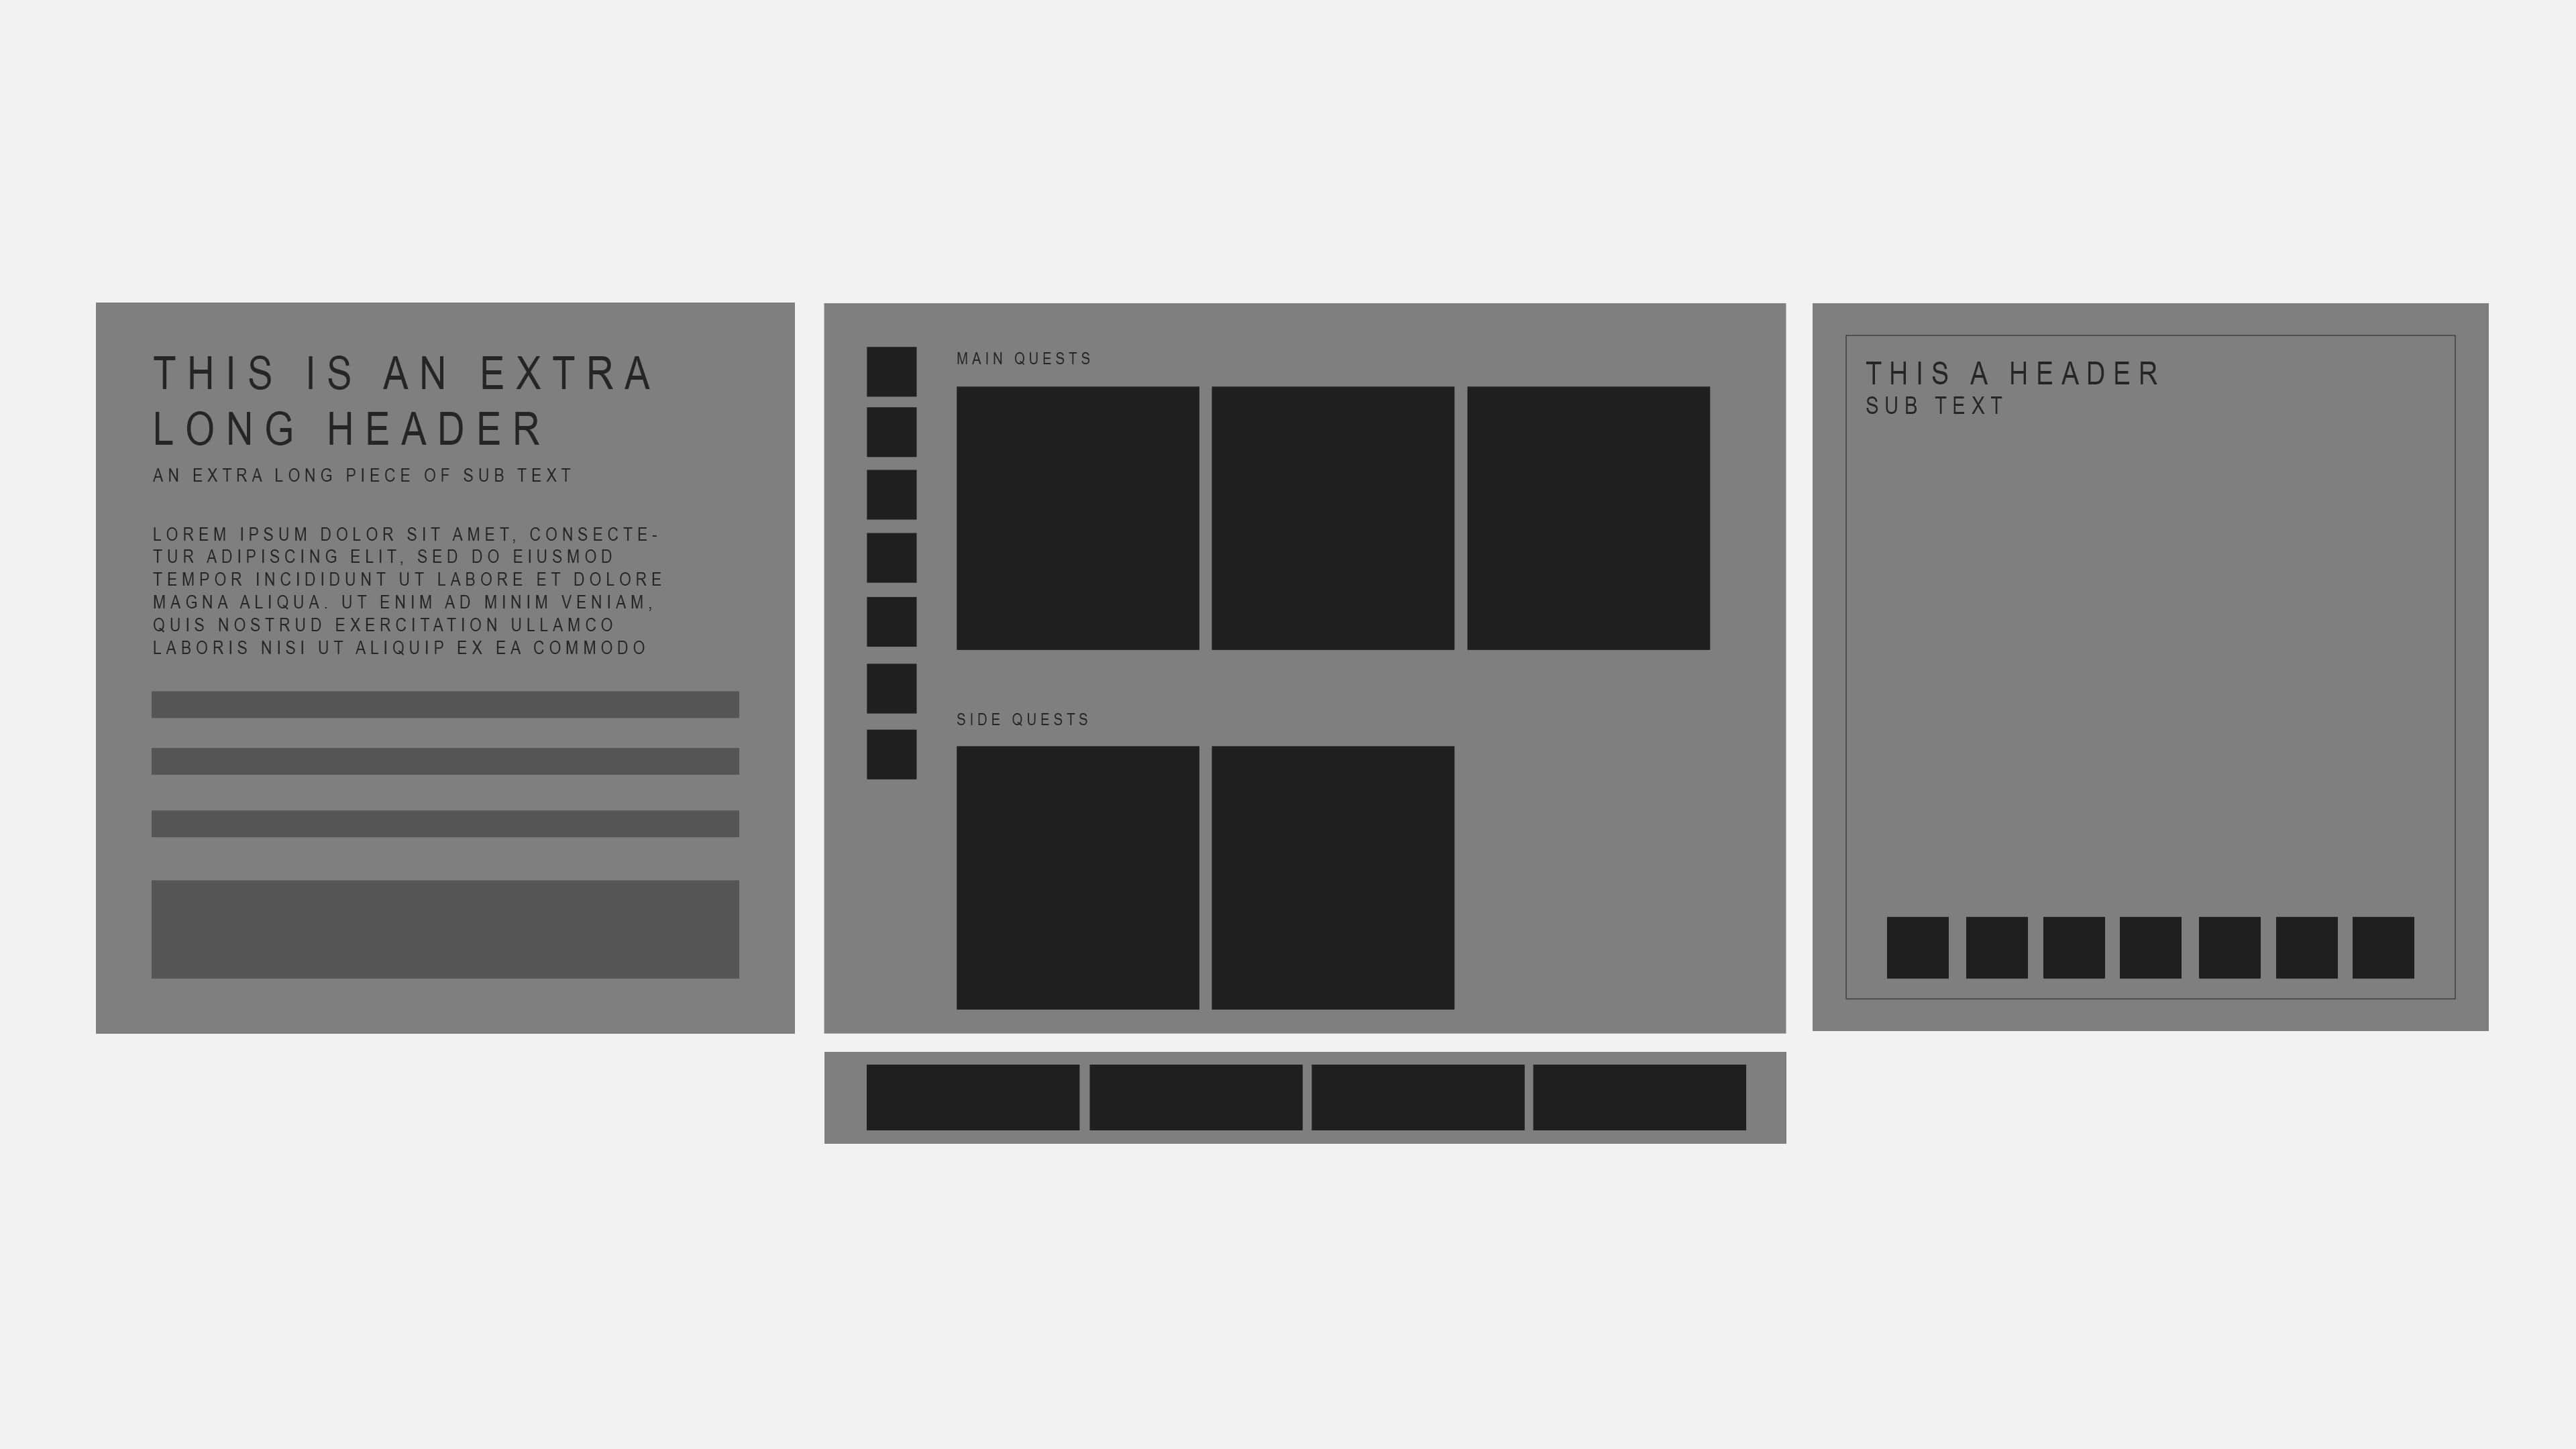 THIS IS AN EXTRA
LONG HEADER
AN EXTRA LONG PIECE OF SUB TEXT
LOREM IPSUM DOLOR SIT AMET, CONSECTE-
TUR ADIPISCING ELIT, SED DO EIUSMOD
TEMPOR INCIDIDUNT UT LABORE ET DOLORE
MAGNA ALIQUA. UT ENIM AD MINIM VENIAM,
QUIS NOSTRUD EXERCITATION ULLAMCO
LABORIS NISI UT ALIQUIP EX EA COMMODO
MAIN QUESTS
SIDE QUESTS
THIS A HEADER
SUB TEXT